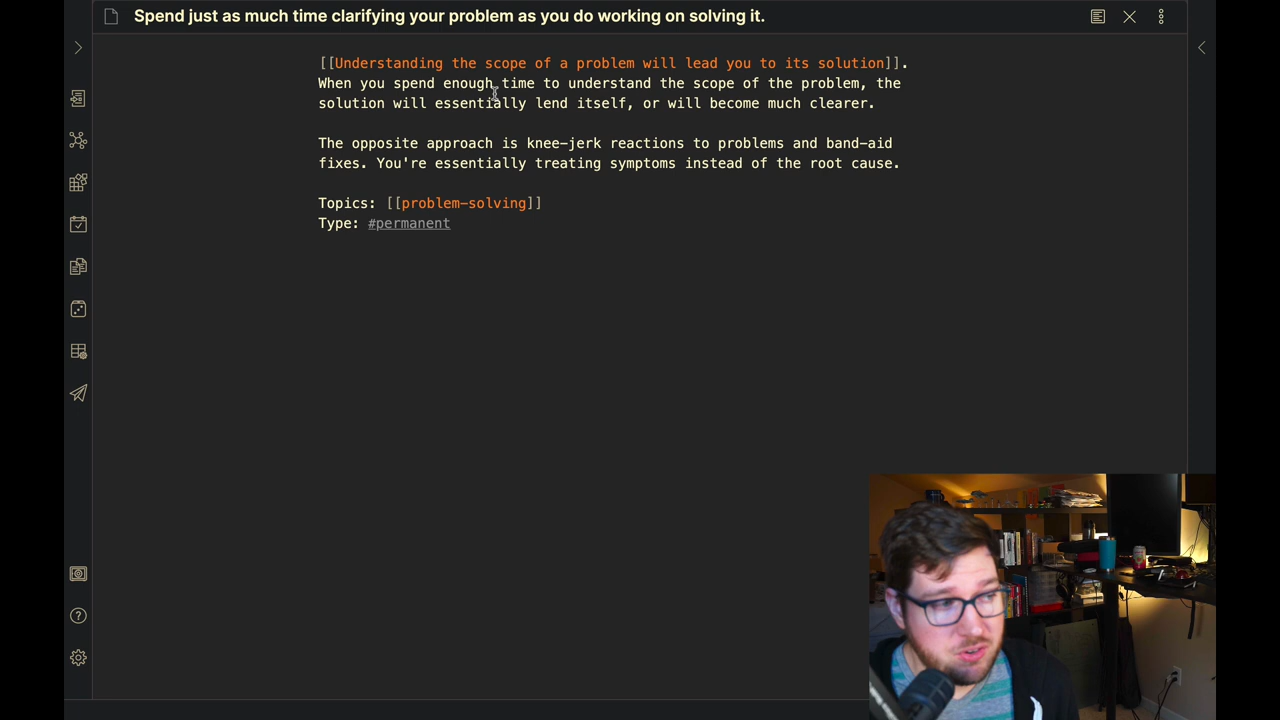 Spend just as much time clarifying your problem as you do working on solving it.
[[Understanding the scope of a problem will lead you to its solution]].
When you spend enough time to understand the scope of the problem, the
solution will essentially lend itself, or will become much clearer.
The opposite approach is knee-jerk reactions to problems and band-aid
fixes. You're essentially treating symptoms instead of the root cause.
Topics: [[problem-solving]]
Type: #permanent